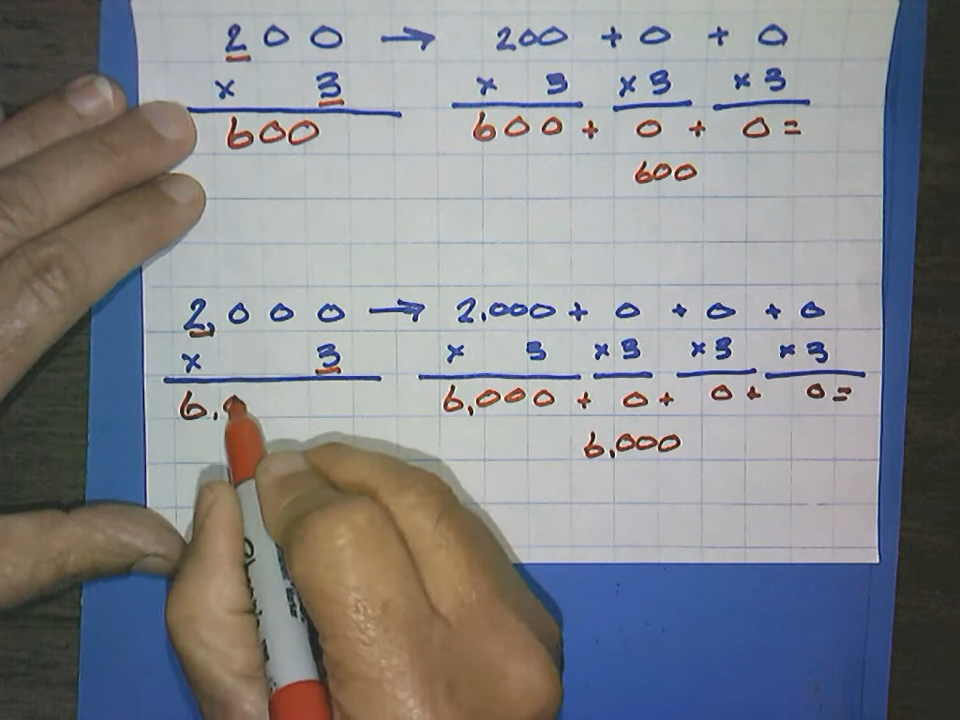 200 → 200 + 0 + 0
x 3 x 3 x 3 x 3
600 600 + 0 + 0 =
600
2,000 → 2,000 + 0 + 0 + 0
x 3 x 3 x 3 x 3 x 3
6,0 6,000 + 0 + 0 + 0 =
6,000